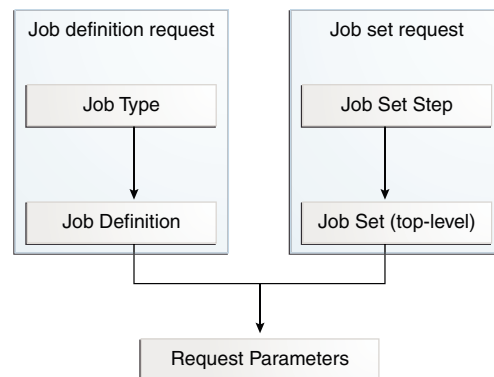 Job definition request
Job Type
Job Definition
Job set request
Job Set Step
Job Set (top-level)
Request Parameters